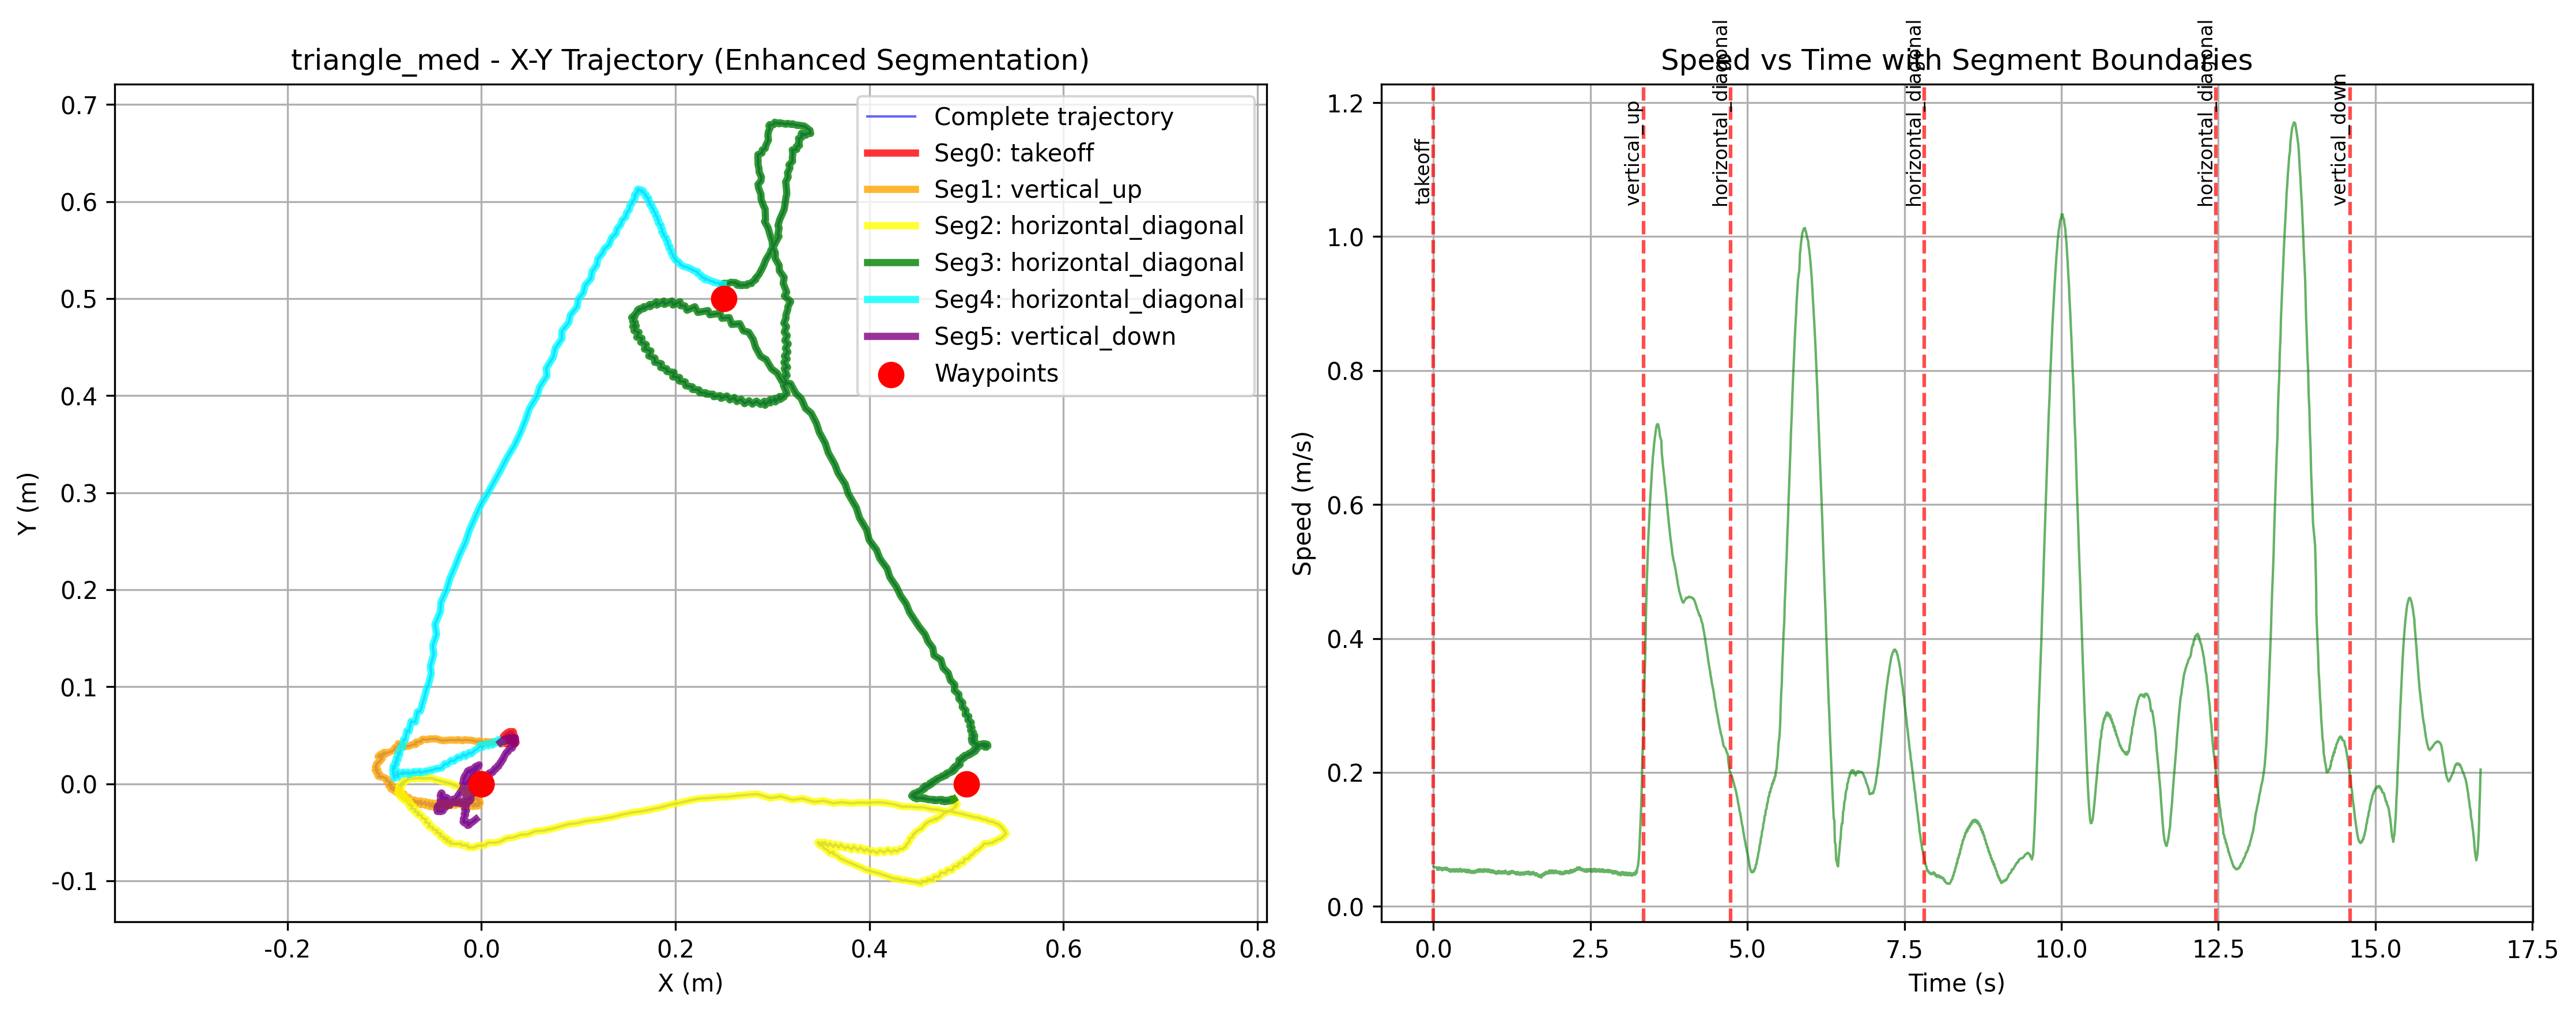 triangle_med - X-Y Trajectory (Enhanced Segmentation)
0.7
0.6
0.5
0.4
0.3
0.2
0.1
0.0
-0.1
Y (m)
-0.2
0.0
0.2
0.4
0.6
0.8
X (m)
Complete trajectory
Seg0: takeoff
Seg1: vertical_up
Seg2: horizontal_diagonal
Seg3: horizontal_diagonal
Seg4: horizontal_diagonal
Seg5: vertical_down
Waypoints
Speed vs Time with Segment Boundaries
takeoff
vertical_up
horizontal_diagonal
horizontal_diagonal
horizontal_diagonal
vertical_down
1.2
1.0
0.8
0.6
0.4
0.2
0.0
Speed (m/s)
0.0
2.5
5.0
7.5
10.0
12.5
15.0
17.5
Time (s)